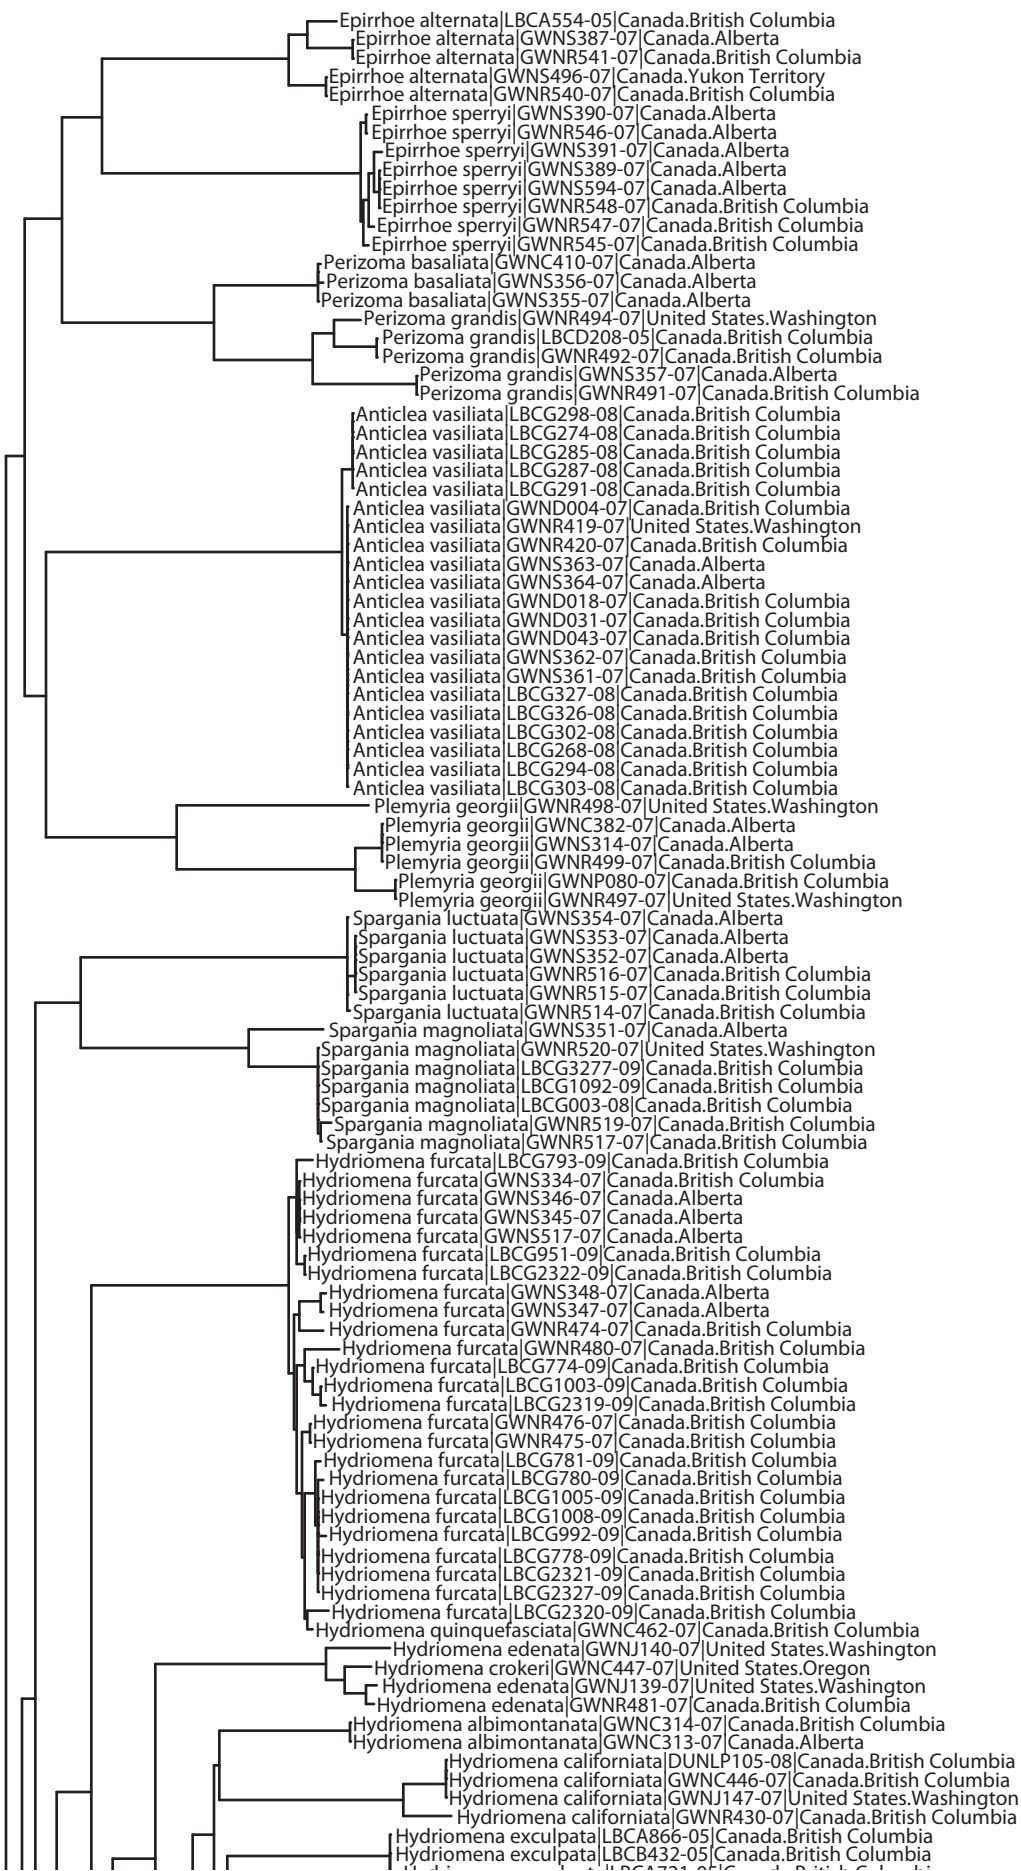 Epirrhoe alternata|LBCA554-05|Canada.British Columbia
Epirrhoe alternata|GWNS387-07|Canada.Alberta
Epirrhoe alternata|GWNR541-07|Canada.British Columbia
Epirrhoe alternata|GWNS496-07|Canada.Yukon Territory
Epirrhoe alternata|GWNR540-07|Canada.British Columbia
Epirrhoe sperryi|GWNS390-07|Canada.Alberta
Epirrhoe sperryi|GWNR546-07|Canada.Alberta
Epirrhoe sperryi|GWNS391-07|Canada.Alberta
Epirrhoe sperryi|GWNS389-07|Canada.Alberta
Epirrhoe sperryi|GWNS594-07|Canada.Alberta
Epirrhoe sperryi|GWNR548-07|Canada.British Columbia
Epirrhoe sperryi|GWNR547-07|Canada.British Columbia
Epirrhoe sperryi|GWNR545-07|Canada.British Columbia
Perizoma basaliata|GWNC410-07|Canada.Alberta
Perizoma basaliata|GWNS356-07|Canada.Alberta
Perizoma basaliata|GWNS355-07|Canada.Alberta
Perizoma grandis|GWNR494-07|United States.Washington
Perizoma grandis|LBCD208-05|Canada.British Columbia
Perizoma grandis|GWNR492-07|Canada.British Columbia
Perizoma grandis|GWNS357-07|Canada.Alberta
Perizoma grandis|GWNR491-07|Canada.British Columbia
Anticlea vasiliata|LBCG298-08|Canada.British Columbia
Anticlea vasiliata|LBCG274-08|Canada.British Columbia
Anticlea vasiliata|LBCG285-08|Canada.British Columbia
Anticlea vasiliata|LBCG287-08|Canada.British Columbia
Anticlea vasiliata|LBCG291-08|Canada.British Columbia
Anticlea vasiliata|GWND004-07|Canada.British Columbia
Anticlea vasiliata|GWNR419-07|United States.Washington
Anticlea vasiliata|GWNR420-07|Canada.British Columbia
Anticlea vasiliata|GWNS363-07|Canada.Alberta
Anticlea vasiliata|GWNS364-07|Canada.Alberta
Anticlea vasiliata|GWND018-07|Canada.British Columbia
Anticlea vasiliata|GWND031-07|Canada.British Columbia
Anticlea vasiliata|GWND043-07|Canada.British Columbia
Anticlea vasiliata|GWNS362-07|Canada.British Columbia
Anticlea vasiliata|GWNS361-07|Canada.British Columbia
Anticlea vasiliata|LBCG327-08|Canada.British Columbia
Anticlea vasiliata|LBCG326-08|Canada.British Columbia
Anticlea vasiliata|LBCG302-08|Canada.British Columbia
Anticlea vasiliata|LBCG268-08|Canada.British Columbia
Anticlea vasiliata|LBCG294-08|Canada.British Columbia
Anticlea vasiliata|LBCG303-08|Canada.British Columbia
Plemyria georgii|GWNR498-07|United States.Washington
Plemyria georgii|GWNC382-07|Canada.Alberta
Plemyria georgii|GWNS314-07|Canada.Alberta
Plemyria georgii|GWNR499-07|Canada.British Columbia
Plemyria georgii|GWNP080-07|Canada.British Columbia
Plemyria georgii|GWNR497-07|United States.Washington
Spargania luctuata|GWNS354-07|Canada.Alberta
Spargania luctuata|GWNS353-07|Canada.Alberta
Spargania luctuata|GWNS352-07|Canada.Alberta
Spargania luctuata|GWNR516-07|Canada.British Columbia
Spargania luctuata|GWNR515-07|Canada.British Columbia
Spargania luctuata|GWNR514-07|Canada.British Columbia
Spargania magnoliata|GWNS351-07|Canada.Alberta
Spargania magnoliata|GWNR520-07|United States.Washington
Spargania magnoliata|LBCG3277-09|Canada.British Columbia
Spargania magnoliata|LBCG1092-09|Canada.British Columbia
Spargania magnoliata|LBCG003-08|Canada.British Columbia
Spargania magnoliata|GWNR519-07|Canada.British Columbia
Spargania magnoliata|GWNR517-07|Canada.British Columbia
Hydriomena furcata|LBCG793-09|Canada.British Columbia
Hydriomena furcata|GWNS334-07|Canada.British Columbia
Hydriomena furcata|GWNS346-07|Canada.Alberta
Hydriomena furcata|GWNS345-07|Canada.Alberta
Hydriomena furcata|GWNS517-07|Canada.Alberta
Hydriomena furcata|LBCG951-09|Canada.British Columbia
Hydriomena furcata|LBCG2322-09|Canada.British Columbia
Hydriomena furcata|GWNS348-07|Canada.Alberta
Hydriomena furcata|GWNS347-07|Canada.Alberta
Hydriomena furcata|GWNR474-07|Canada.British Columbia
Hydriomena furcata|GWNR480-07|Canada.British Columbia
Hydriomena furcata|LBCG774-09|Canada.British Columbia
Hydriomena furcata|LBCG1003-09|Canada.British Columbia
Hydriomena furcata|LBCG2319-09|Canada.British Columbia
Hydriomena furcata|GWNR476-07|Canada.British Columbia
Hydriomena furcata|GWNR475-07|Canada.British Columbia
Hydriomena furcata|LBCG781-09|Canada.British Columbia
Hydriomena furcata|LBCG780-09|Canada.British Columbia
Hydriomena furcata|LBCG1005-09|Canada.British Columbia
Hydriomena furcata|LBCG1008-09|Canada.British Columbia
Hydriomena furcata|LBCG992-09|Canada.British Columbia
Hydriomena furcata|LBCG778-09|Canada.British Columbia
Hydriomena furcata|LBCG2321-09|Canada.British Columbia
Hydriomena furcata|LBCG2327-09|Canada.British Columbia
Hydriomena furcata|LBCG2320-09|Canada.British Columbia
Hydriomena quinquefasciata|GWNC462-07|Canada.British Columbia
Hydriomena edenata|GWNJ140-07|United States.Washington
Hydriomena crokeri|GWNC447-07|United States.Oregon
Hydriomena edenata|GWNJ139-07|United States.Washington
Hydriomena edenata|GWNR481-07|Canada.British Columbia
Hydriomena albimontanata|GWNC314-07|Canada.British Columbia
Hydriomena albimontanata|GWNC313-07|Canada.Alberta
Hydriomena californiata|DUNLP105-08|Canada.British Columbia
Hydriomena californiata|GWNC446-07|Canada.British Columbia
Hydriomena californiata|GWNJ147-07|United States.Washington
Hydriomena californiata|GWNR430-07|Canada.British Columbia
Hydriomena exculpata|LBCA866-05|Canada.British Columbia
Hydriomena exculpata|LBCB432-05|Canada.British Columbia